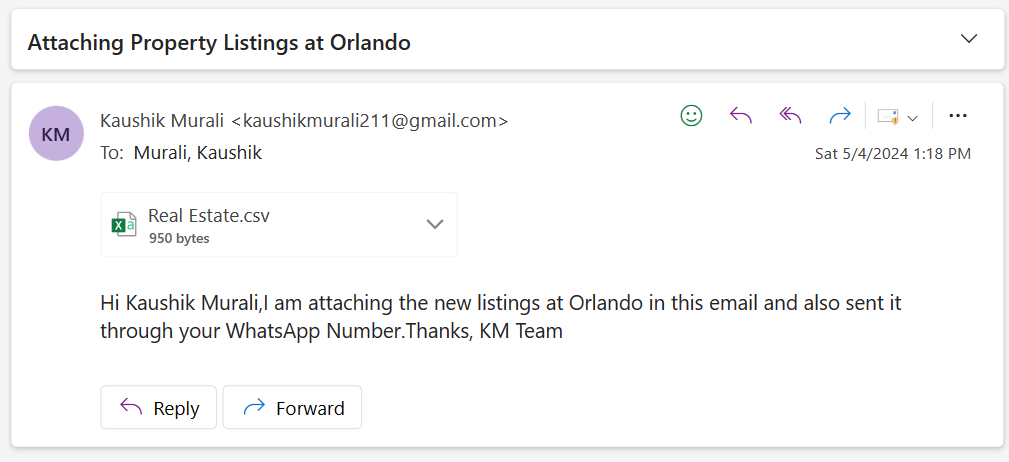 Attaching Property Listings at Orlando
KM
Kaushik Murali <kaushikmurali211@gmail.com>
To: Murali, Kaushik
Sat 5/4/2024 1:18 PM
Real Estate.csv
950 bytes
Hi Kaushik Murali,I am attaching the new listings at Orlando in this email and also sent it
through your WhatsApp Number.Thanks, KM Team
Reply
Forward